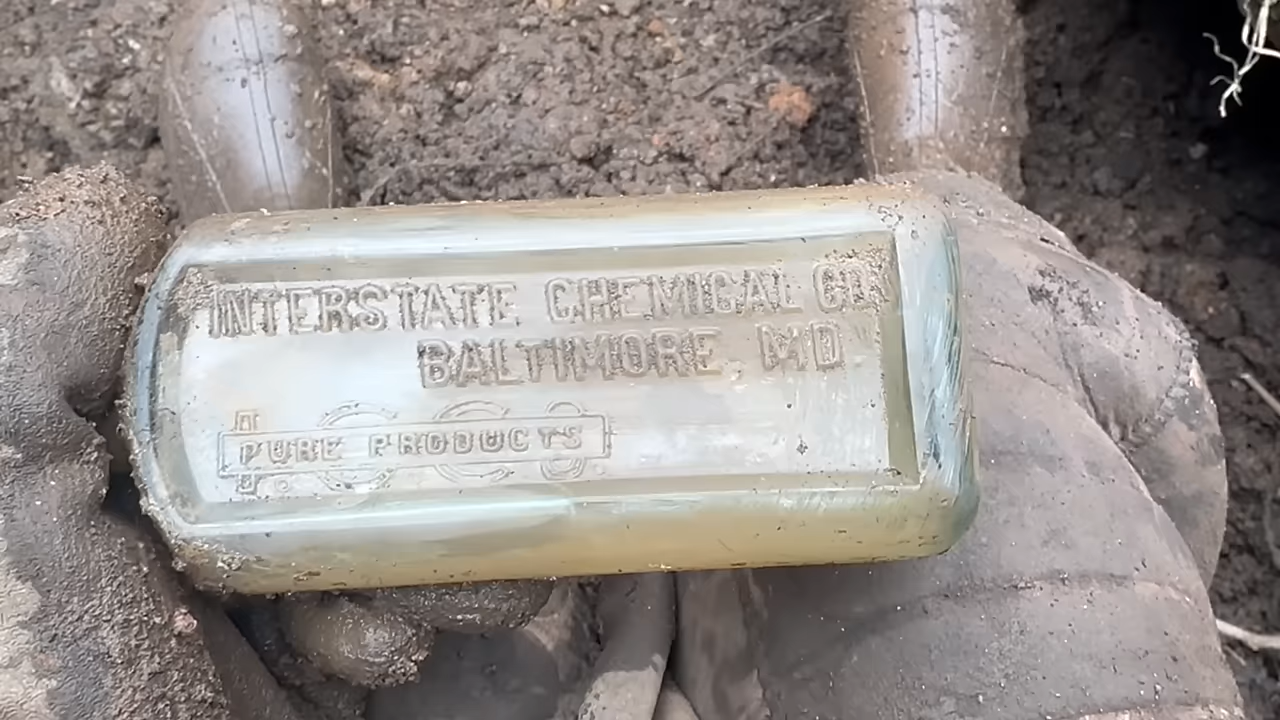 INTERSTATE CHEMICAL CO.
BALTIMORE, MD
PURE PRODUCTS